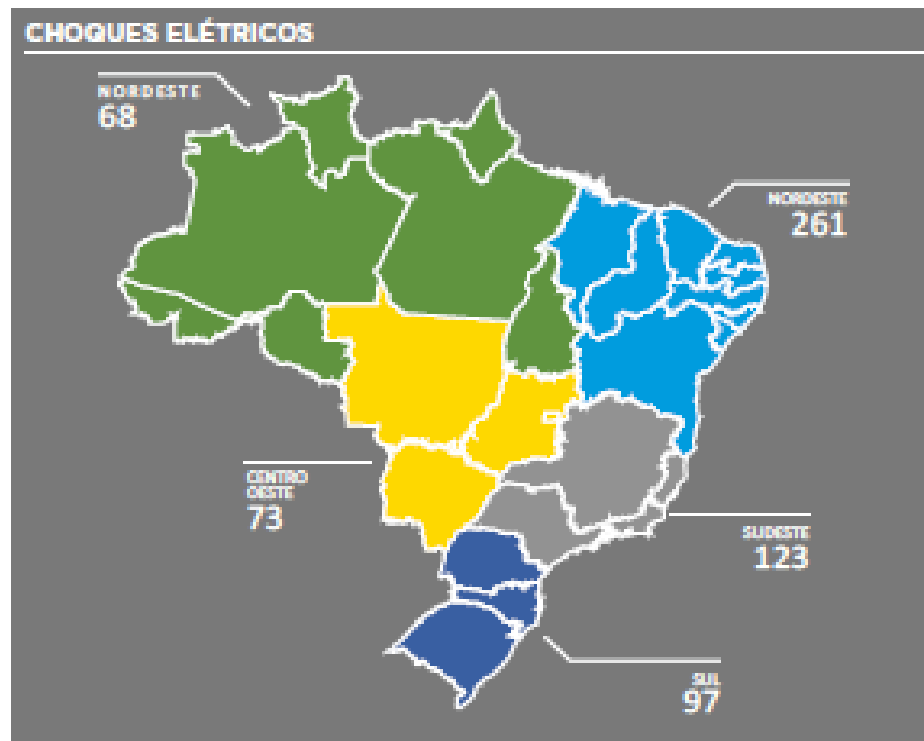 CHOQUES ELÉTRICOS
NORDESTE
68
NORDESTE
261
CENTRO
OESTE
73
SUDESTE
123
SUL
97